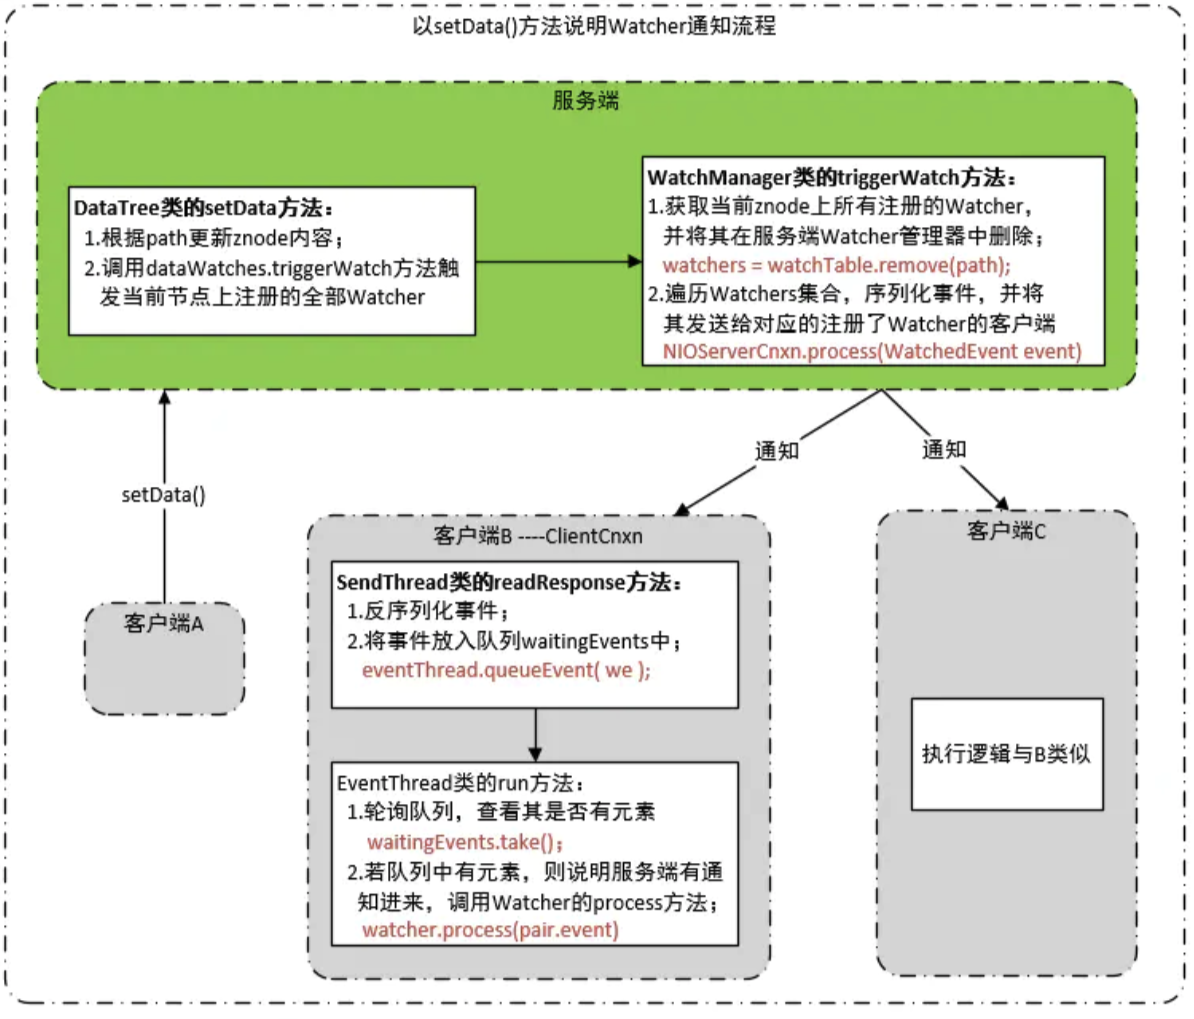 以setData()方法说明Watcher通知流程
服务端
DataTree类的setData方法：
1.根据path更新znode内容；
2.调用dataWatches.triggerWatch方法触
发当前节点上注册的全部Watcher
WatchManager类的triggerWatch方法：
1.获取当前znode上所有注册的Watcher，
并将其在服务端Watcher管理器中删除；
watchers = watchTable.remove(path);
2.遍历Watchers集合，序列化事件，并将
其发送给对应的注册了Watcher的客户端
NIOServerCnxn.process(WatchedEvent event)
setData()
通知
通知
客户端A
客户端B ----ClientCnxn
SendThread类的readResponse方法：
1.反序列化事件；
2.将事件放入队列waitingEvents中；
eventThread.queueEvent( we );
EventThread类的run方法：
1.轮询队列，查看其是否有元素
waitingEvents.take();
2.若队列中有元素，则说明服务端有通
知进来，调用Watcher的process方法；
watcher.process(pair.event)
客户端C
执行逻辑与B类似